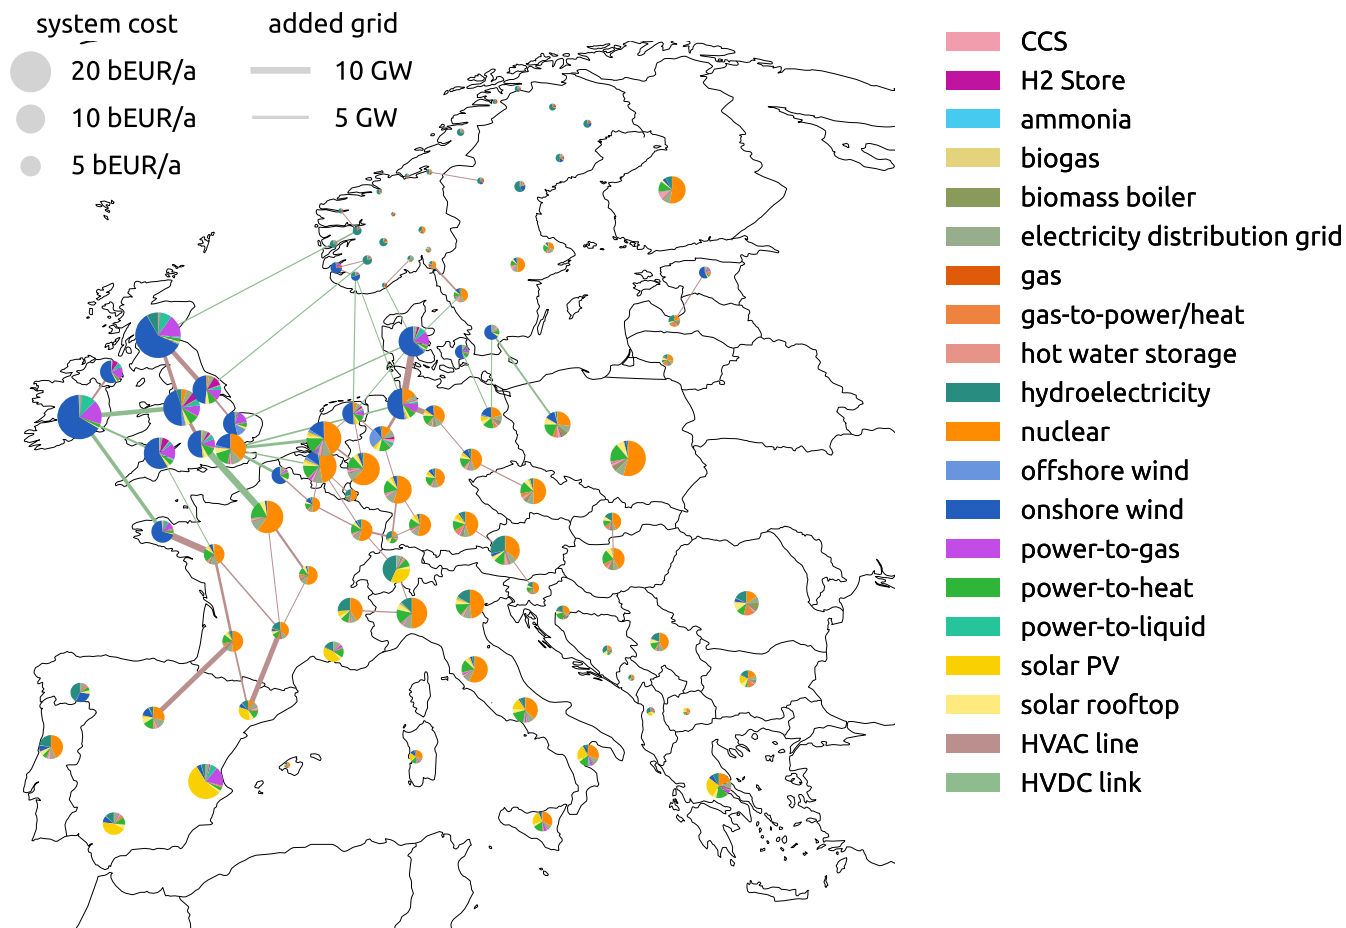 system cost
20 bEUR/a
10 bEUR/a
5 bEUR/a
added grid
10 GW
5 GW
CCS
H2 Store
ammonia
biogas
biomass boiler
electricity distribution grid
gas
gas-to-power/heat
hot water storage
hydroelectricity
nuclear
offshore wind
onshore wind
power-to-gas
power-to-heat
power-to-liquid
solar PV
solar rooftop
HVAC line
HVDC link